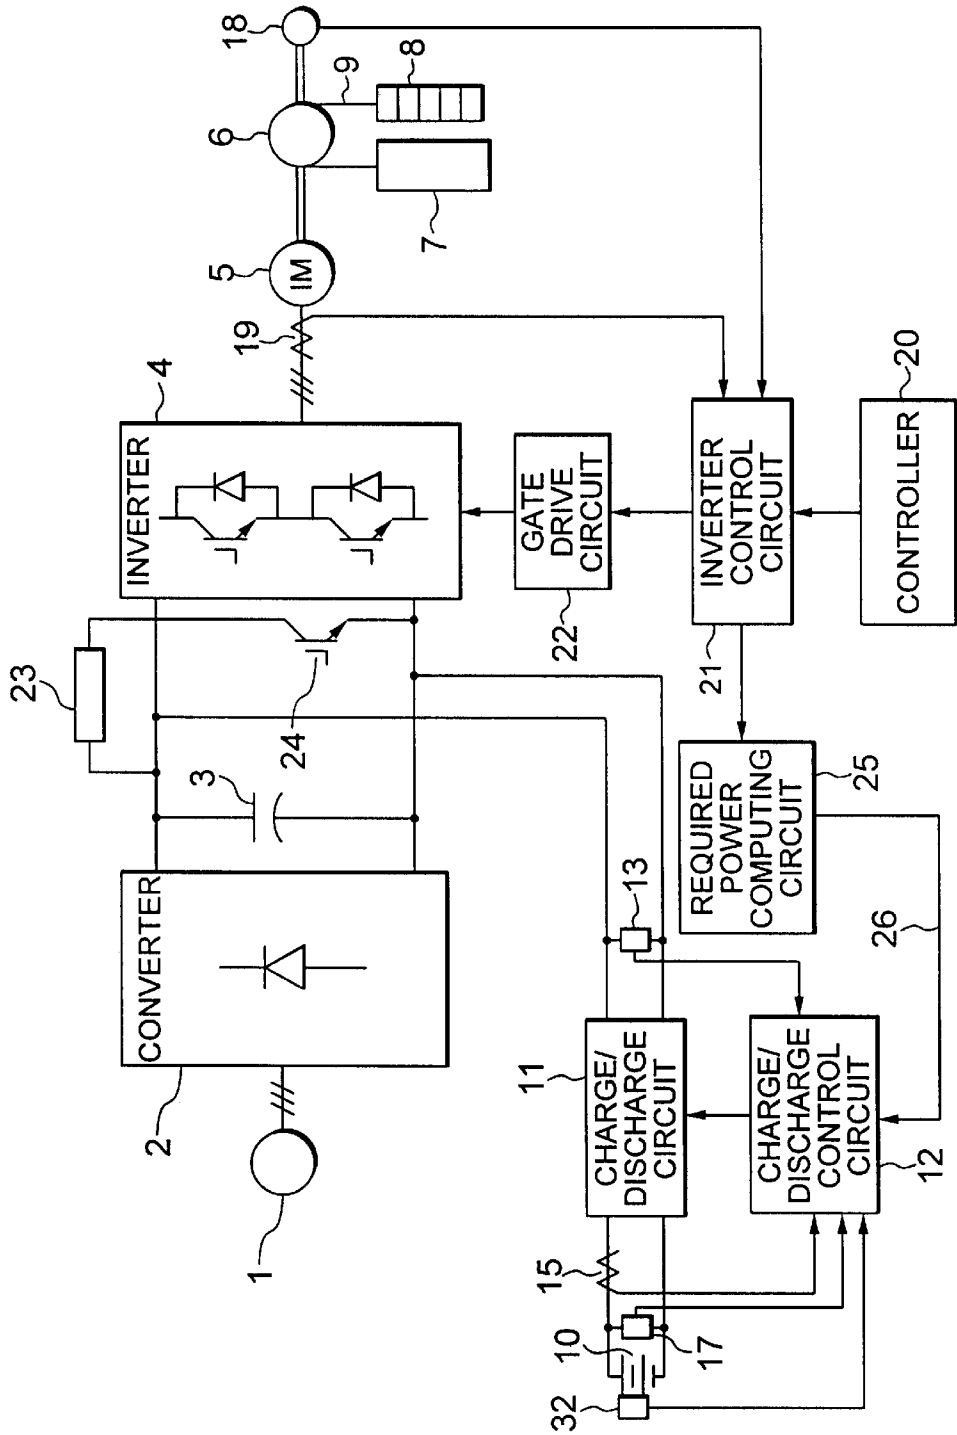 1
2
CONVERTER
3
23
24
INVERTER
4
19
5
IM
6
18
9
8
7
GATE
DRIVE
CIRCUIT
22
INVERTER
CONTROL
CIRCUIT
21
CONTROLLER
20
REQUIRED
POWER
COMPUTING
CIRCUIT
25
26
13
11
CHARGE/
DISCHARGE
CIRCUIT
CHARGE/
DISCHARGE
CONTROL
CIRCUIT
12
15
10
17
32